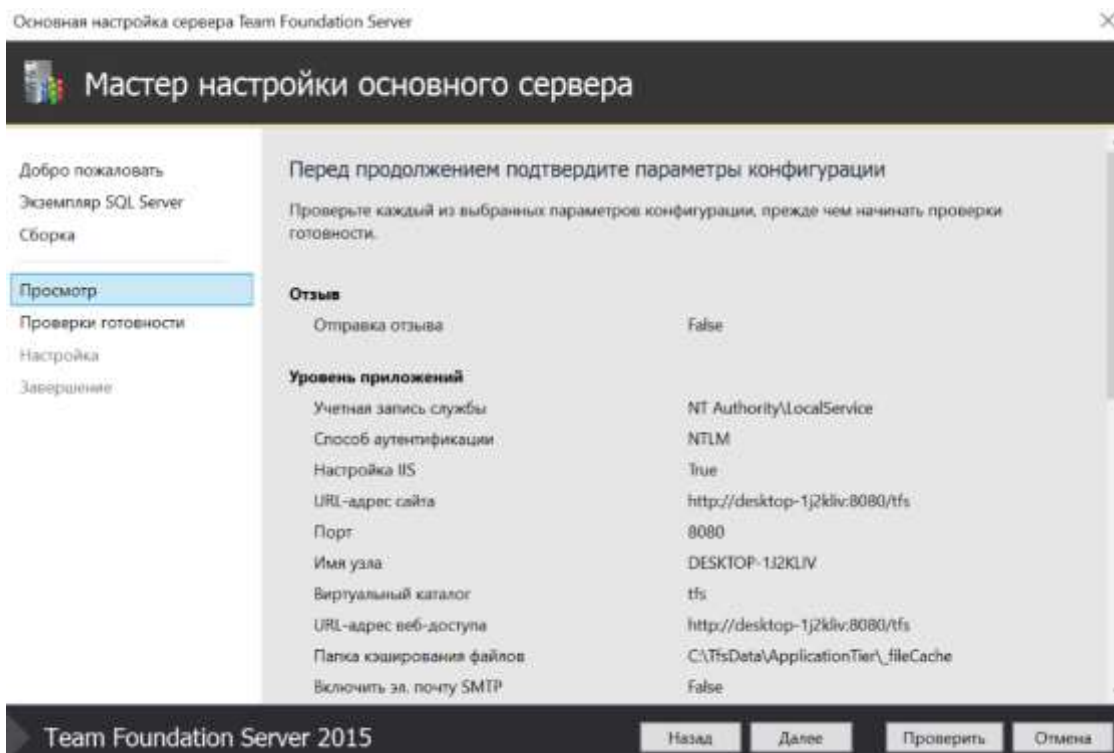 Основная настройка сервера Team Foundation Server
Мастер настройки основного сервера
Добро пожаловать
Экземпляр SQL Server
Сборка
Просмотр
Проверки готовности
Настройка
Завершение
Перед продолжением подтвердите параметры конфигурации
Проверьте каждый из выбранных параметров конфигурации, прежде чем начинать проверки
готовности.
Отзыв
Отправка отзыва False
Уровень приложений
Учетная запись службы NT Authority\LocalService
Способ аутентификации NTLM
Настройка IIS True
URL-адрес сайта http://desktop-1j2kliv:8080/tfs
Порт 8080
Имя узла DESKTOP-1J2KLIV
Виртуальный каталог tfs
URL-адрес веб-доступа http://desktop-1j2kliv:8080/tfs
Папка кэширования файлов C:\TfsData\ApplicationTier\_fileCache
Включить эл. почту SMTP False
Team Foundation Server 2015
Назад Далее Проверить Отмена